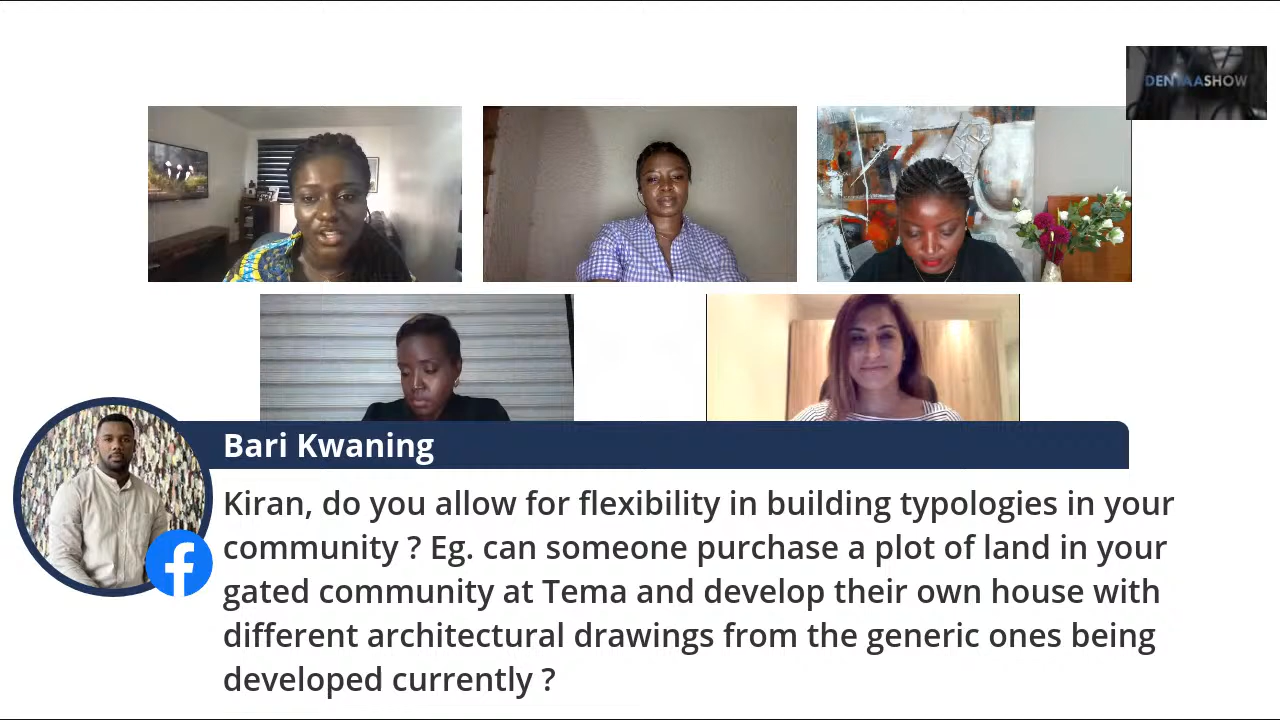 DENTAASHOW
Bari Kwaning
Kiran, do you allow for flexibility in building typologies in your
community ? Eg. can someone purchase a plot of land in your
gated community at Tema and develop their own house with
different architectural drawings from the generic ones being
developed currently ?